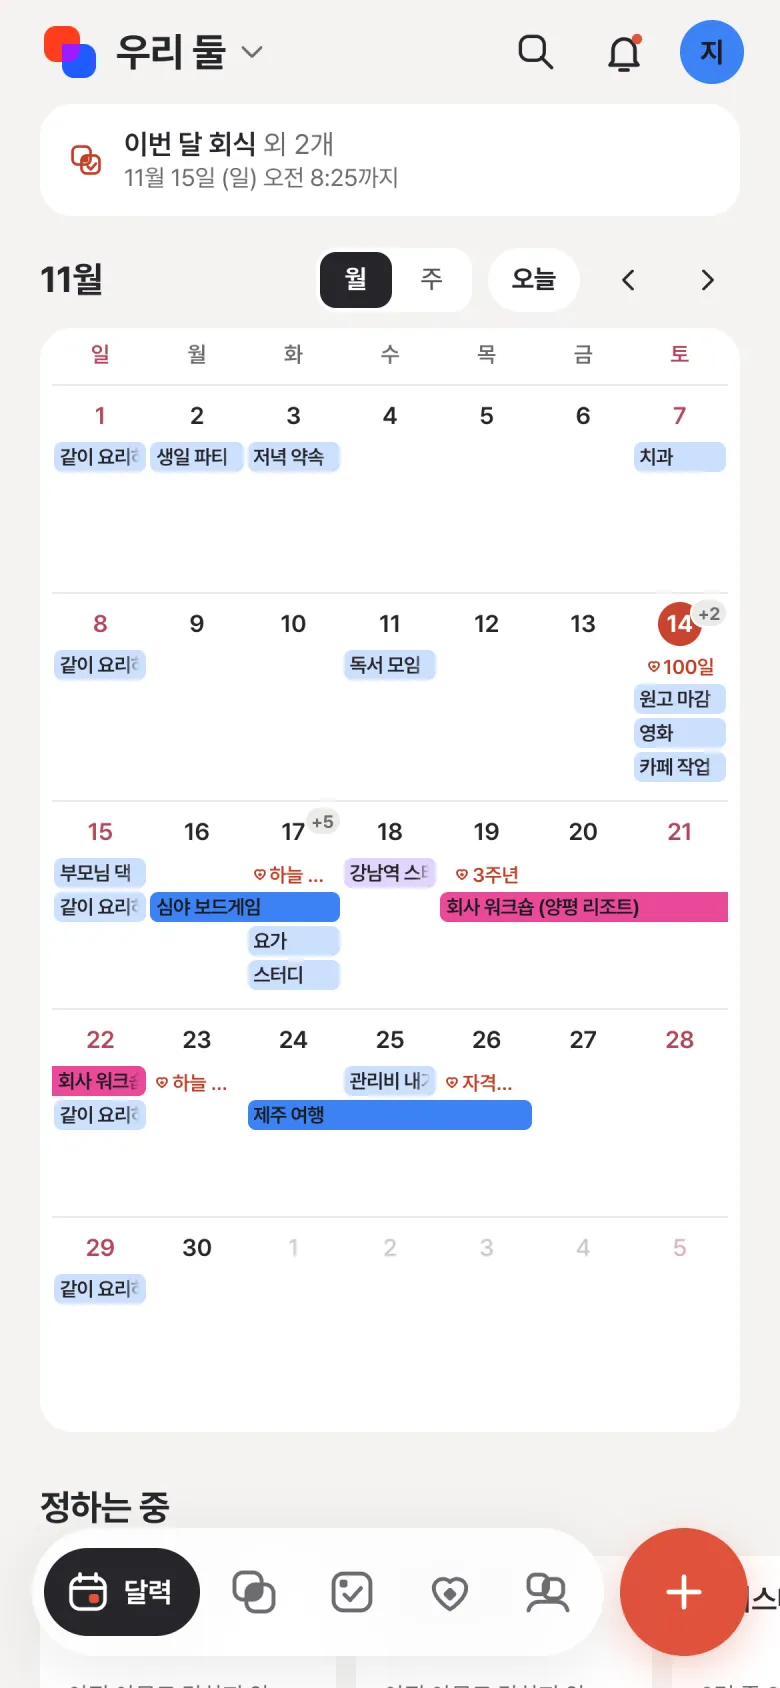 우리 둘
지
이번 달 회식 외 2개
11월 15일 (일) 오전 8:25까지
11월
월 주 오늘
일 월 화 수 목 금 토
1 2 3 4 5 6 7
같이 요리 생일 파티 저녁 약속 치과
8 9 10 11 12 13 14 +2
같이 요리 독서 모임 100일
원고 마감
영화
카페 작업
15 16 17 +5 18 19 20 21
부모님 댁 하늘 ... 강남역 3주년
같이 요리 심야 보드게임 회사 워크숍 (양평 리조트)
요가
스터디
22 23 24 25 26 27 28
회사 워크 하늘 ... 관리비 내 자격...
같이 요리 제주 여행
29 30 1 2 3 4 5
같이 요리
정하는 중
달력